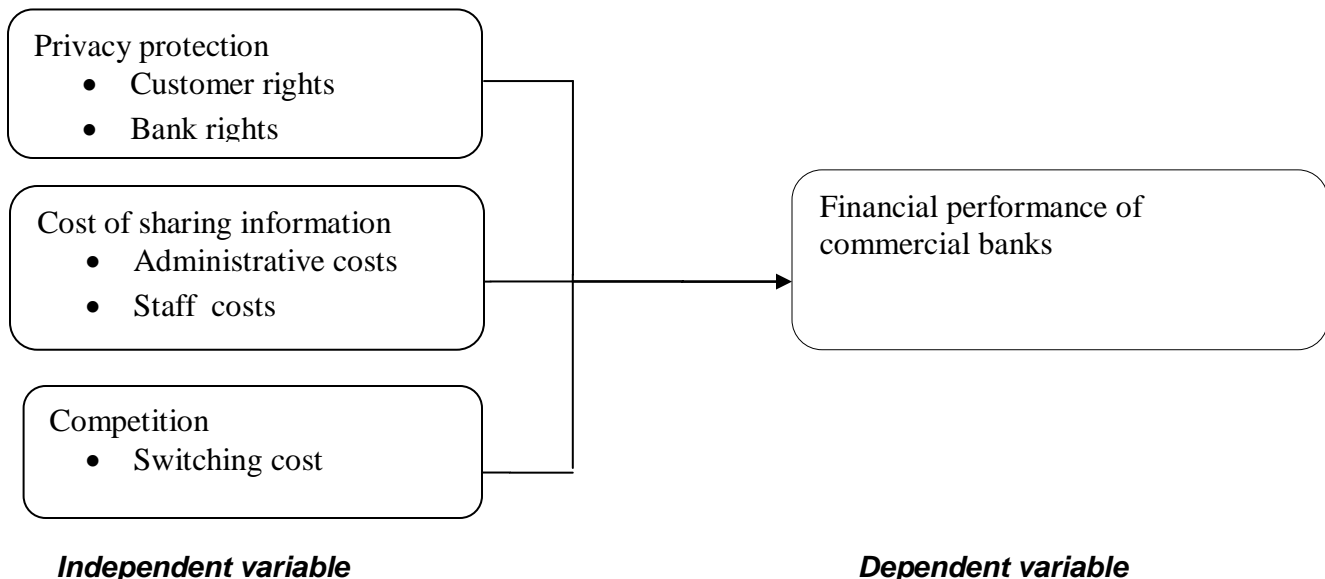 Privacy protection
• Customer rights
• Bank rights
Cost of sharing information
• Administrative costs
• Staff costs
Competition
• Switching cost
Financial performance of
commercial banks
Independent variable
Dependent variable